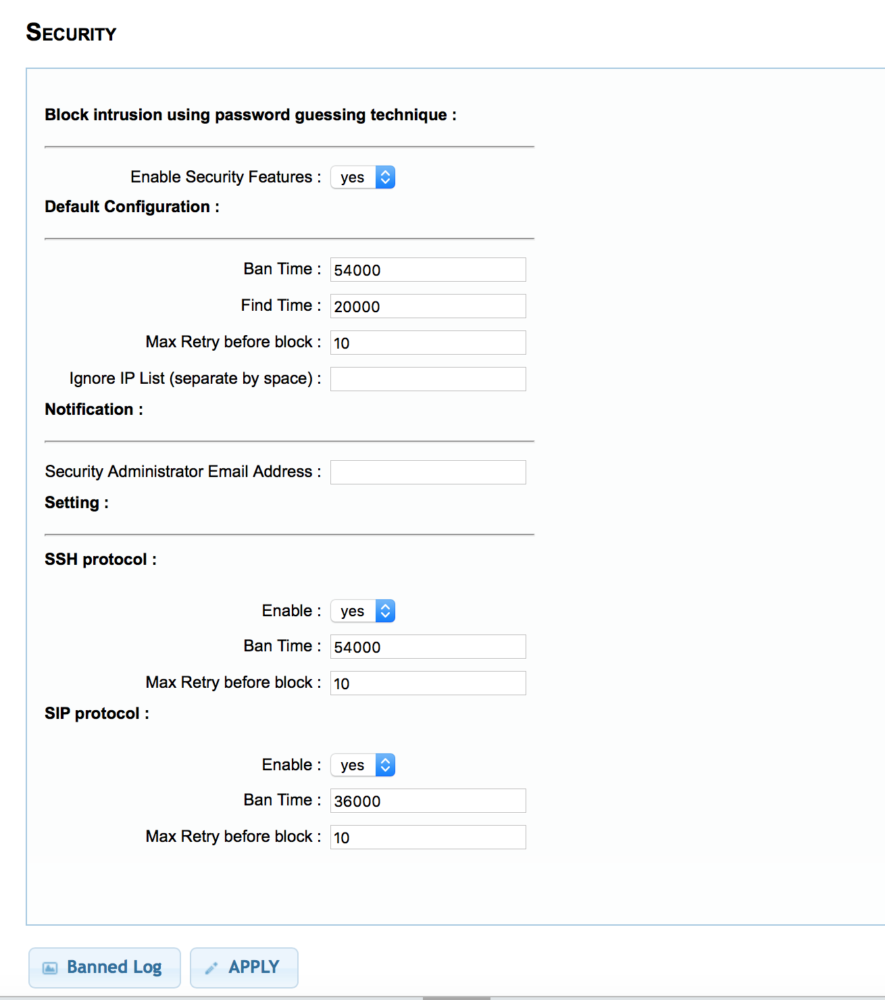 SECURITY
Block intrusion using password guessing technique :
Enable Security Features : yes
Default Configuration :
Ban Time : 54000
Find Time : 20000
Max Retry before block : 10
Ignore IP List (separate by space) :
Notification :
Security Administrator Email Address :
Setting :
SSH protocol :
Enable : yes
Ban Time : 54000
Max Retry before block : 10
SIP protocol :
Enable : yes
Ban Time : 36000
Max Retry before block : 10
Banned Log APPLY